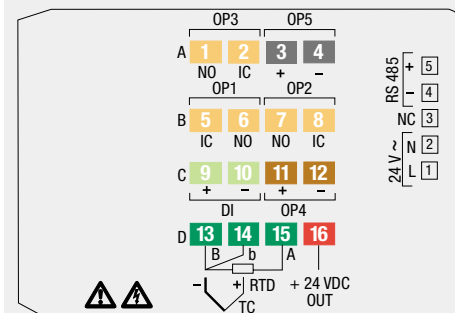 OP3 OP5
A 1 2 3 4
NO IC + −
OP1 OP2
B 5 6 7 8
IC NO NO IC
C 9 10 11 12
+ − + −
DI OP4
D 13 14 15 16
B b A
− + RTD + 24 VDC
TC OUT
RS 485 + 5
− 4
NC 3
24 V ~ N 2
L 1